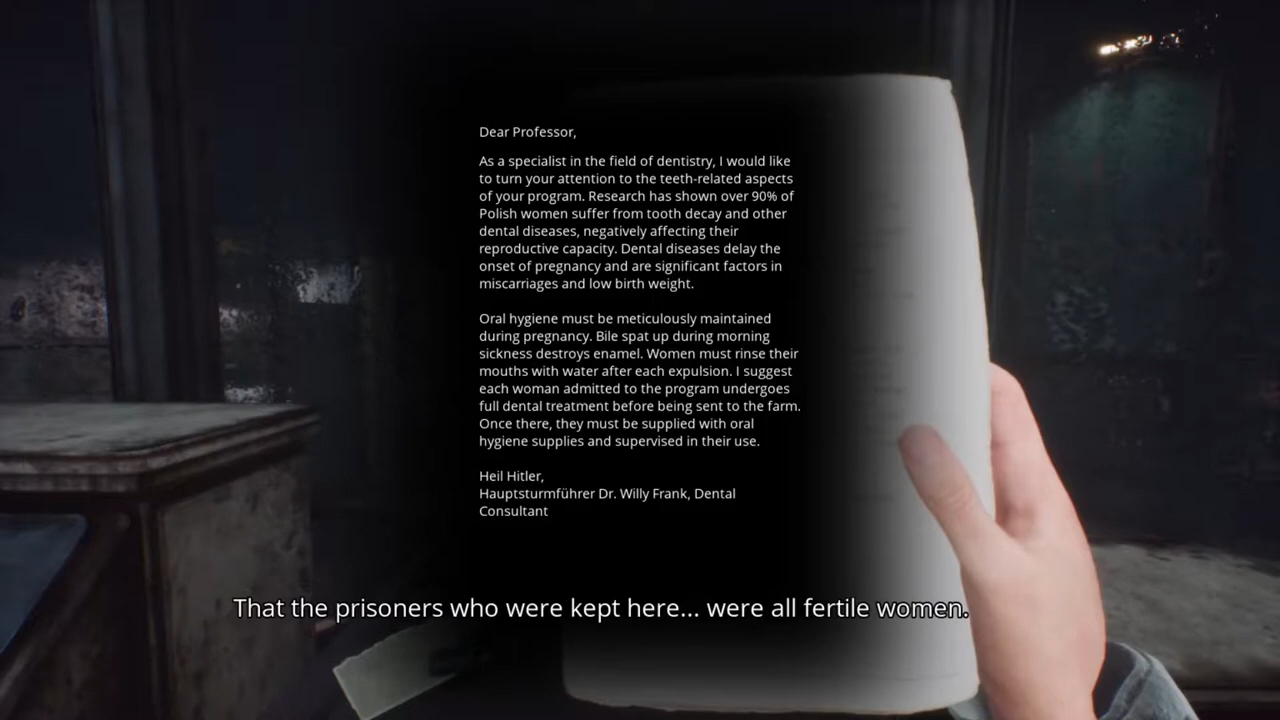 Dear Professor,
As a specialist in the field of dentistry, I would like
to turn your attention to the teeth-related aspects
of your program. Research has shown over 90% of
Polish women suffer from tooth decay and other
dental diseases, negatively affecting their
reproductive capacity. Dental diseases delay the
onset of pregnancy and are significant factors in
miscarriages and low birth weight.
Oral hygiene must be meticulously maintained
during pregnancy. Bile spat up during morning
sickness destroys enamel. Women must rinse their
mouths with water after each expulsion. I suggest
each woman admitted to the program undergoes
full dental treatment before being sent to the farm.
Once there, they must be supplied with oral
hygiene supplies and supervised in their use.
Heil Hitler,
Hauptsturmführer Dr. Willy Frank, Dental
Consultant
That the prisoners who were kept here... were all fertile women.